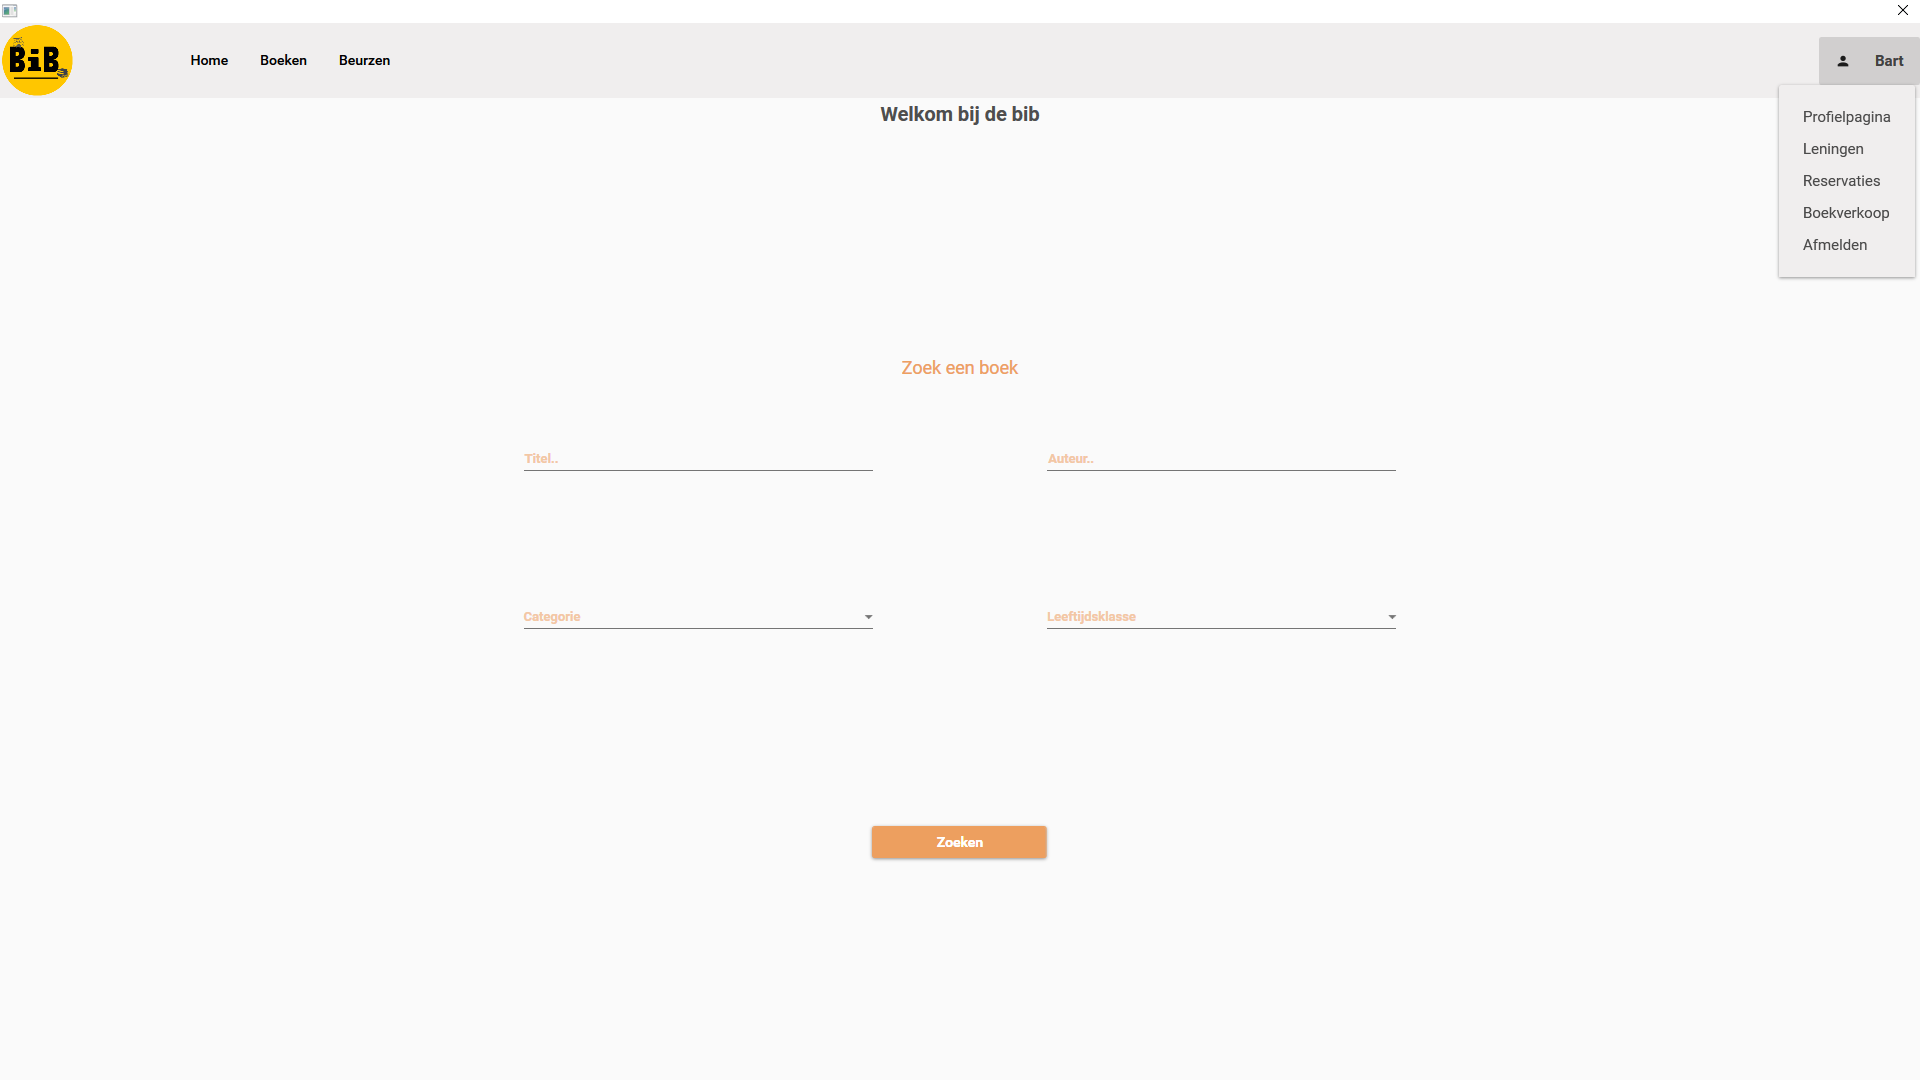 BiB
Home
Boeken
Beurzen
Bart
Profielpagina
Leningen
Reservaties
Boekverkoop
Afmelden
Welkom bij de bib
Zoek een boek
Titel..
Auteur..
Categorie
Leeftijdsklasse
Zoeken